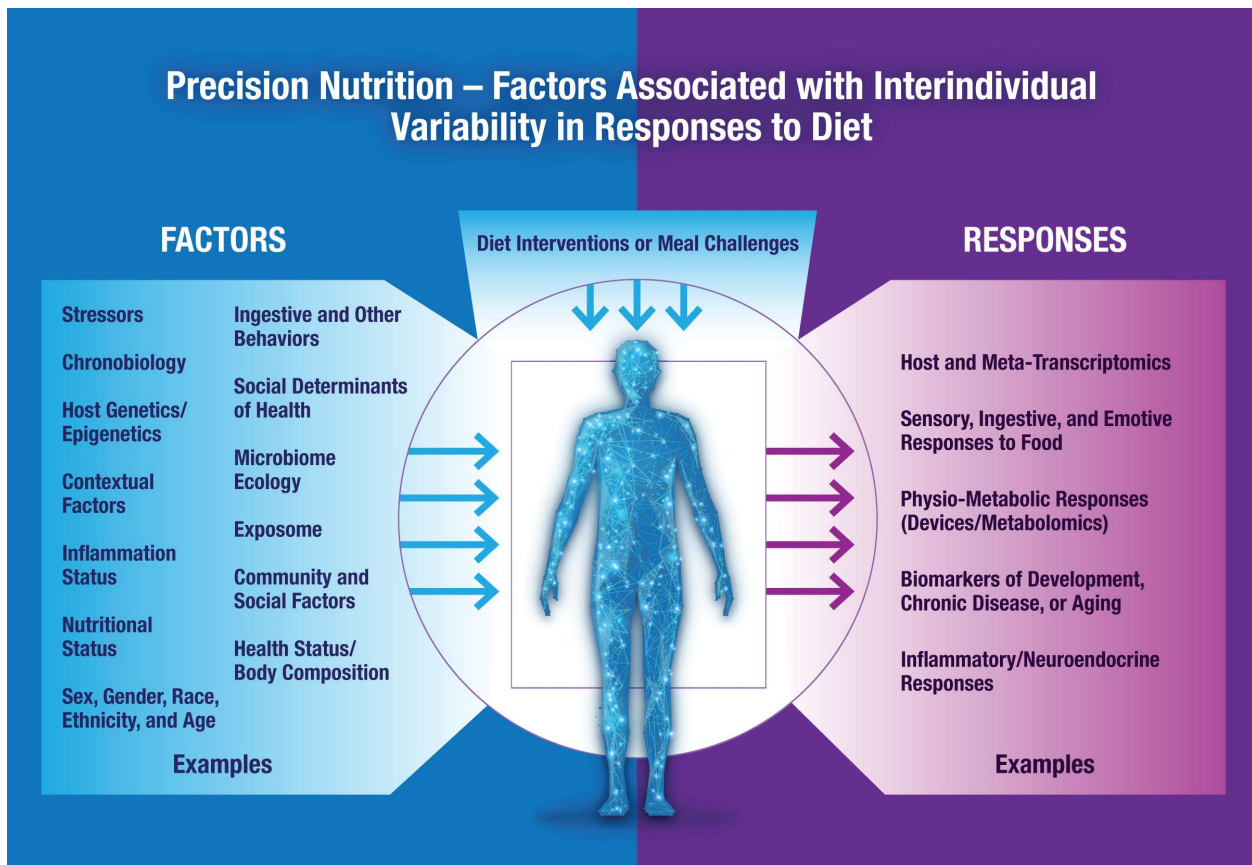 Precision Nutrition – Factors Associated with Interindividual
Variability in Responses to Diet
FACTORS
Stressors
Chronobiology
Host Genetics/
Epigenetics
Contextual
Factors
Inflammation
Status
Nutritional
Status
Sex, Gender, Race,
Ethnicity, and Age
Ingestive and Other
Behaviors
Social Determinants
of Health
Microbiome
Ecology
Exposome
Community and
Social Factors
Health Status/
Body Composition
Examples
Diet Interventions or Meal Challenges
RESPONSES
Host and Meta-Transcriptomics
Sensory, Ingestive, and Emotive
Responses to Food
Physio-Metabolic Responses
(Devices/Metabolomics)
Biomarkers of Development,
Chronic Disease, or Aging
Inflammatory/Neuroendocrine
Responses
Examples